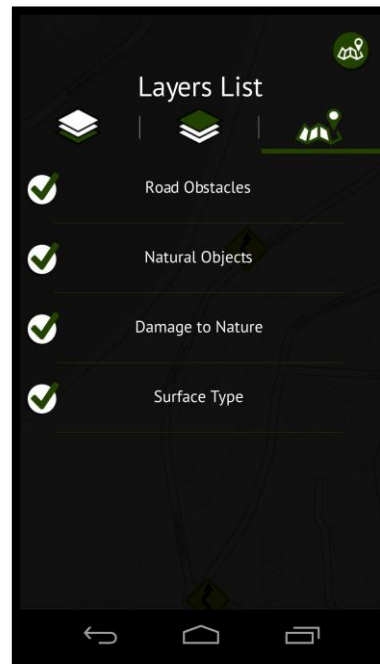 Layers List
Road Obstacles
Natural Objects
Damage to Nature
Surface Type